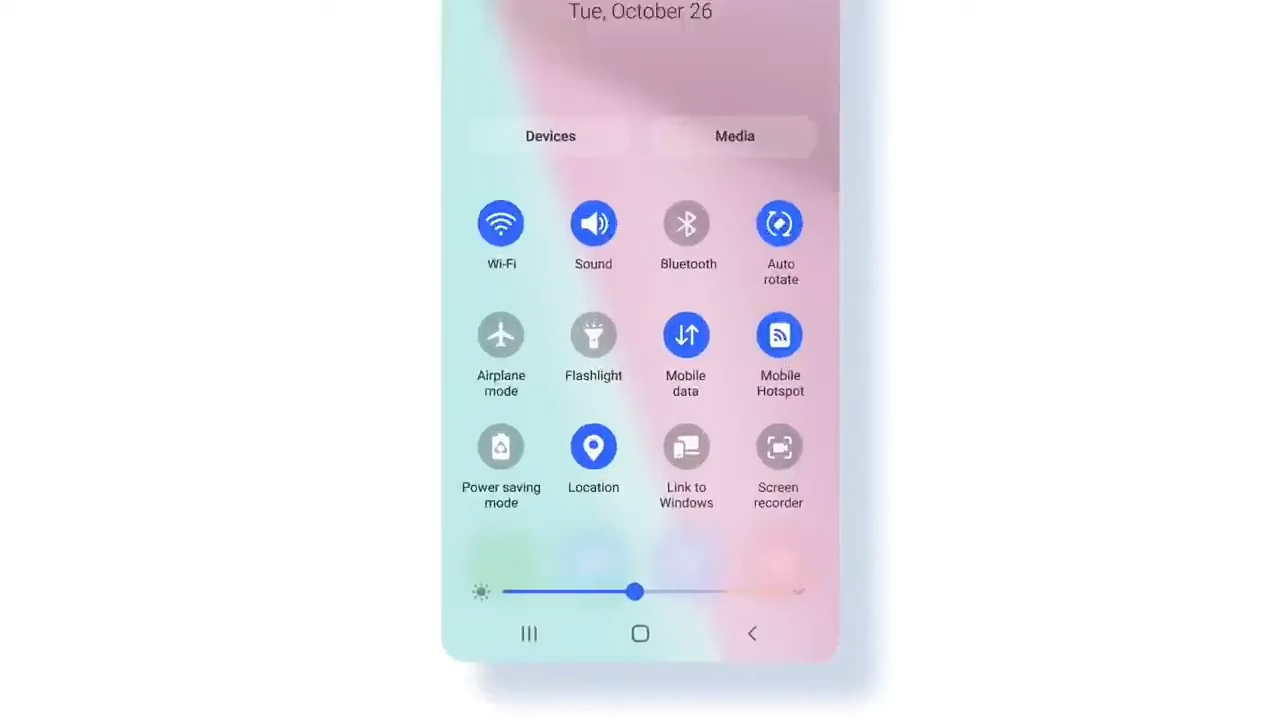 Tue, October 26
Devices
Media
Wi-Fi
Sound
Bluetooth
Auto
rotate
Airplane
mode
Flashlight
Mobile
data
Mobile
Hotspot
Power saving
mode
Location
Link to
Windows
Screen
recorder